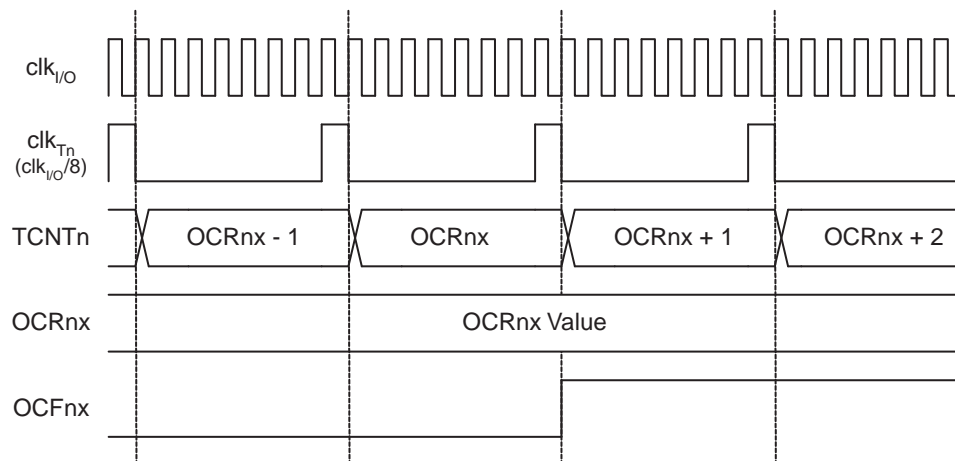 clkI/O
clkTn
(clkI/O/8)
TCNTn
OCRnx - 1
OCRnx
OCRnx + 1
OCRnx + 2
OCRnx
OCRnx Value
OCFnx